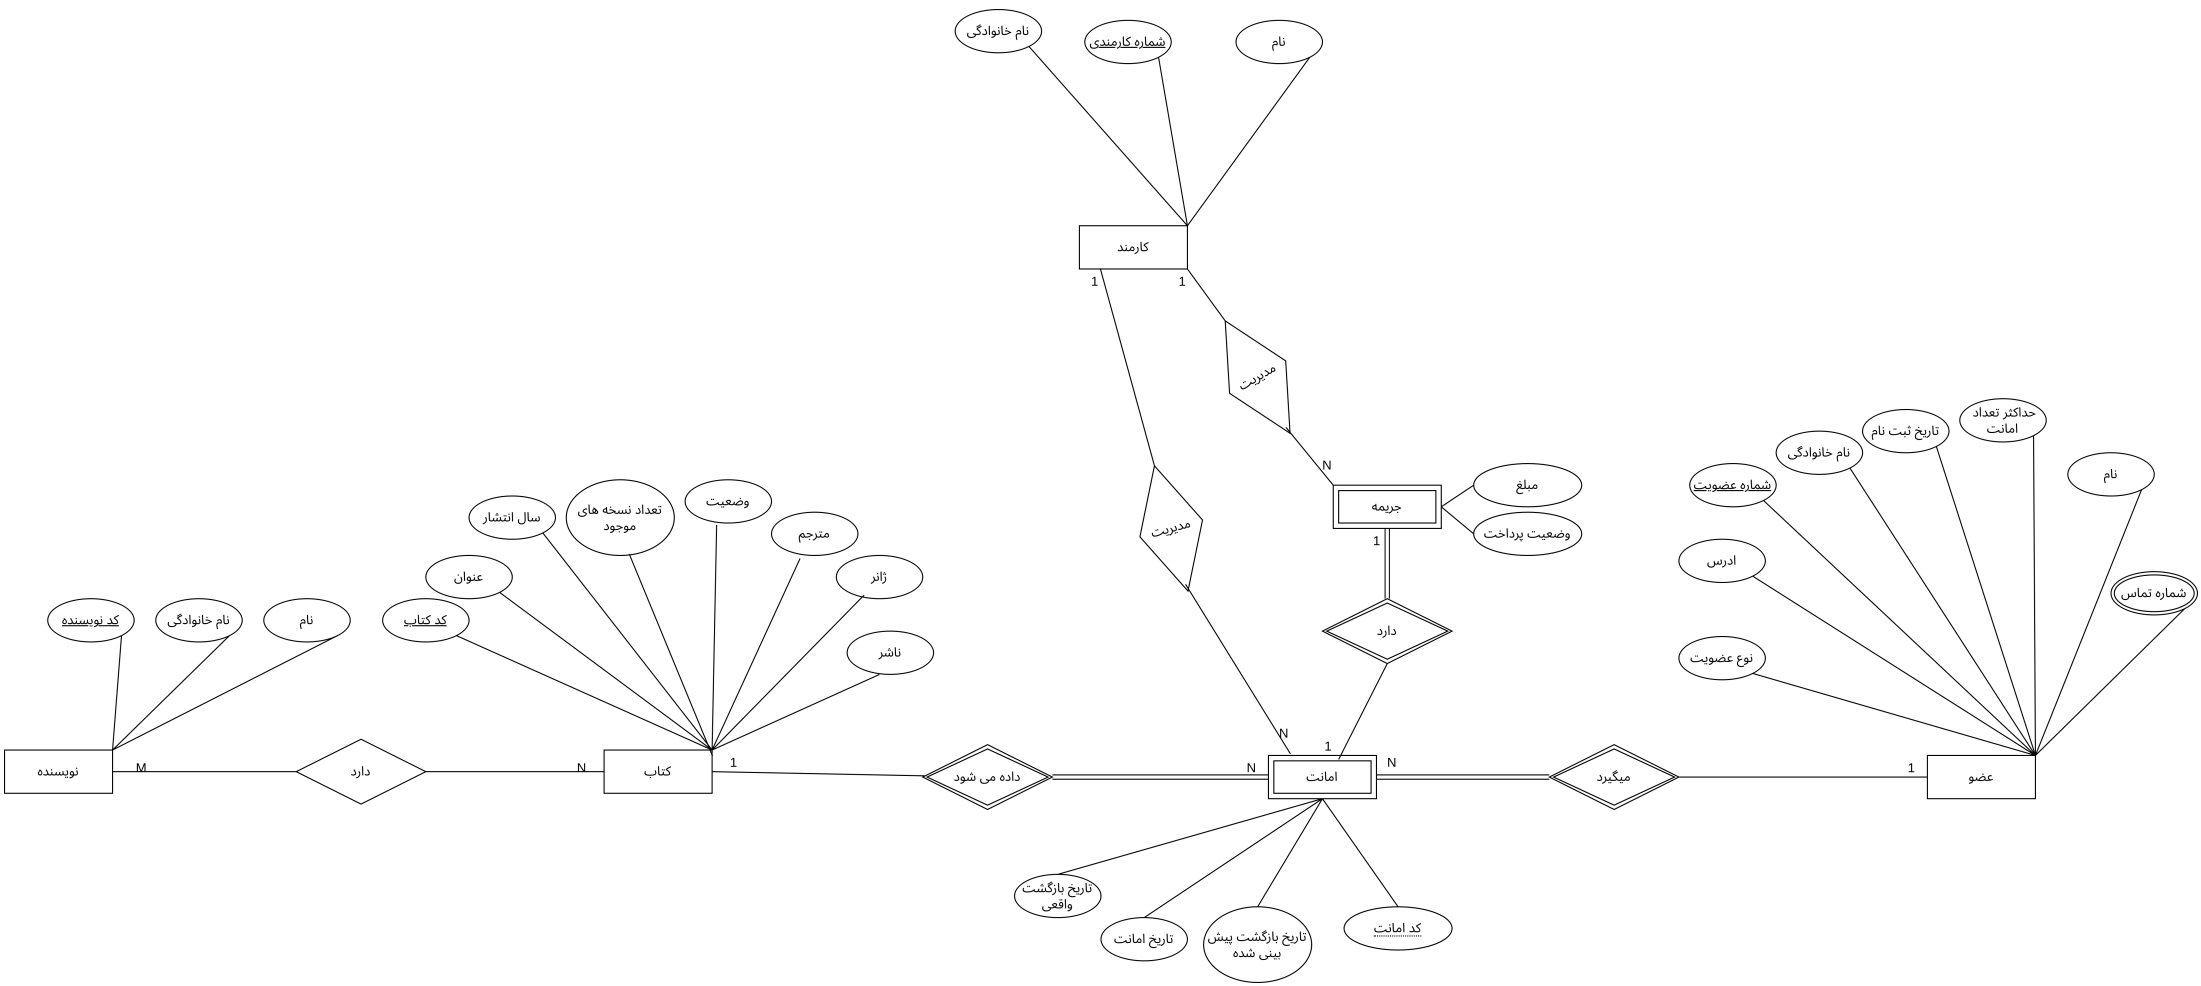 نام خانوادگی
شماره کارمندی
نام
کارمند
1
1
مدیریت
N
مدیریت
جریمه
مبلغ
وضعیت پرداخت
1
دارد
حداکثر تعداد
امانت
تاریخ ثبت نام
نام خانوادگی
نام
شماره عضویت
ادرس
شماره تماس
نوع عضویت
وضعیت
تعداد نسخه های
موجود
سال انتشار
مترجم
عنوان
ژانر
کد کتاب
ناشر
کد نویسنده
نام خانوادگی
نام
نویسنده
M
دارد
N
کتاب
1
داده می شود
N
N
1
امانت
N
میگیرد
1
عضو
تاریخ بازگشت
واقعی
تاریخ امانت
تاریخ بازگشت پیش
بینی شده
کد امانت